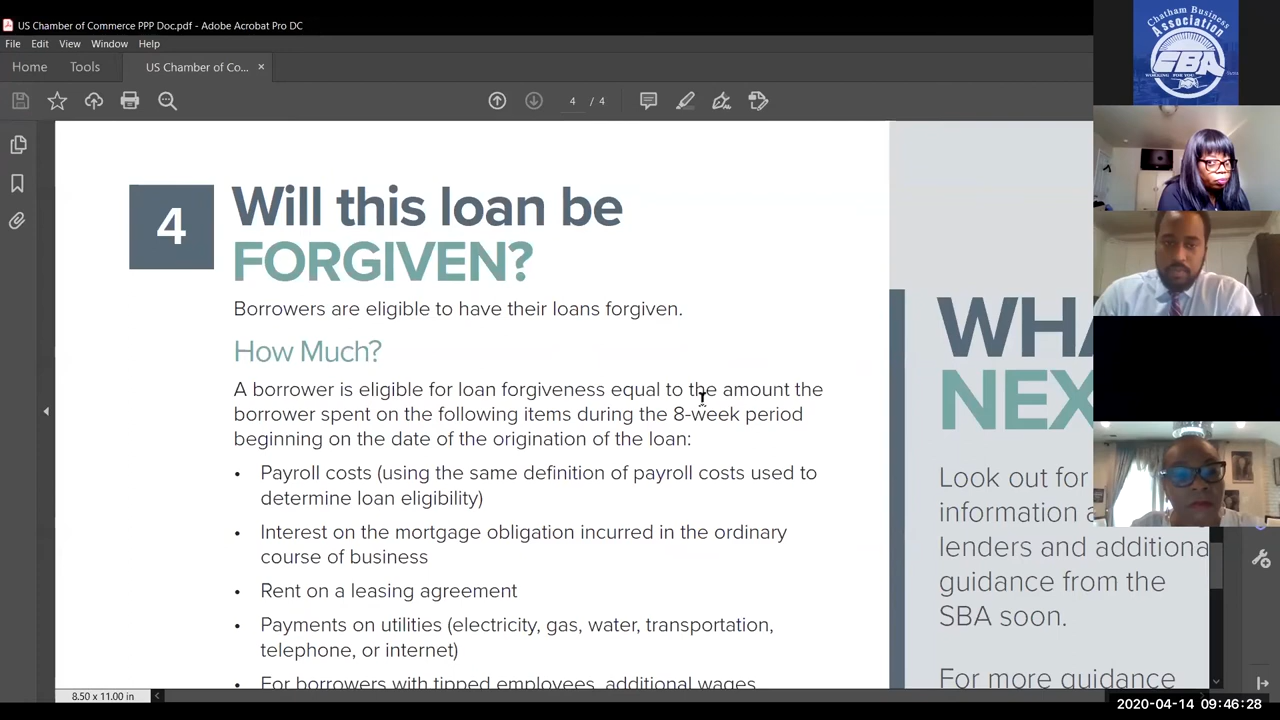 US Chamber of Commerce PPP Doc.pdf - Adobe Acrobat Pro DC
File Edit View Window Help
Home Tools US Chamber of Co... ×
4 / 4
4
Will this loan be
FORGIVEN?
Borrowers are eligible to have their loans forgiven.
How Much?
A borrower is eligible for loan forgiveness equal to the amount the
borrower spent on the following items during the 8-week period
beginning on the date of the origination of the loan:
• Payroll costs (using the same definition of payroll costs used to
determine loan eligibility)
• Interest on the mortgage obligation incurred in the ordinary
course of business
• Rent on a leasing agreement
• Payments on utilities (electricity, gas, water, transportation,
telephone, or internet)
• For borrowers with tipped employees, additional wages
WHA
NEX
Look out for
information a
lenders and additiona
guidance from the
SBA soon.
For more guidance
8.50 x 11.00 in
Chatham Business
Association
CBA
WORKING FOR YOU
2020-04-14 09:46:28